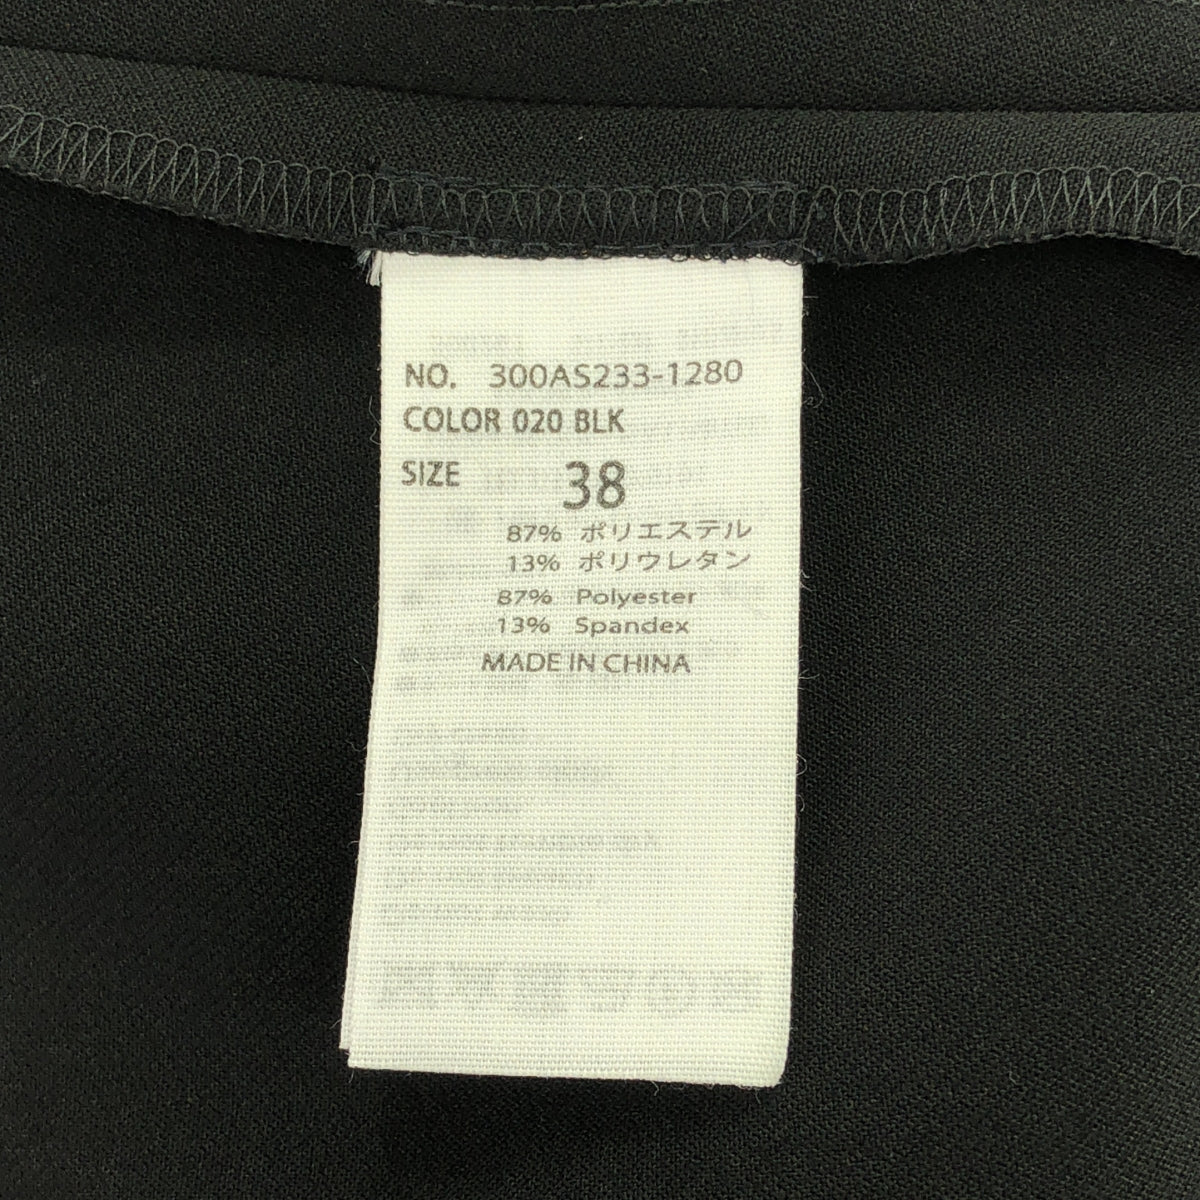 NO. 300AS233-1280
COLOR 020 BLK
SIZE 38
87% ポリエステル
13% ポリウレタン
87% Polyester
13% Spandex
MADE IN CHINA